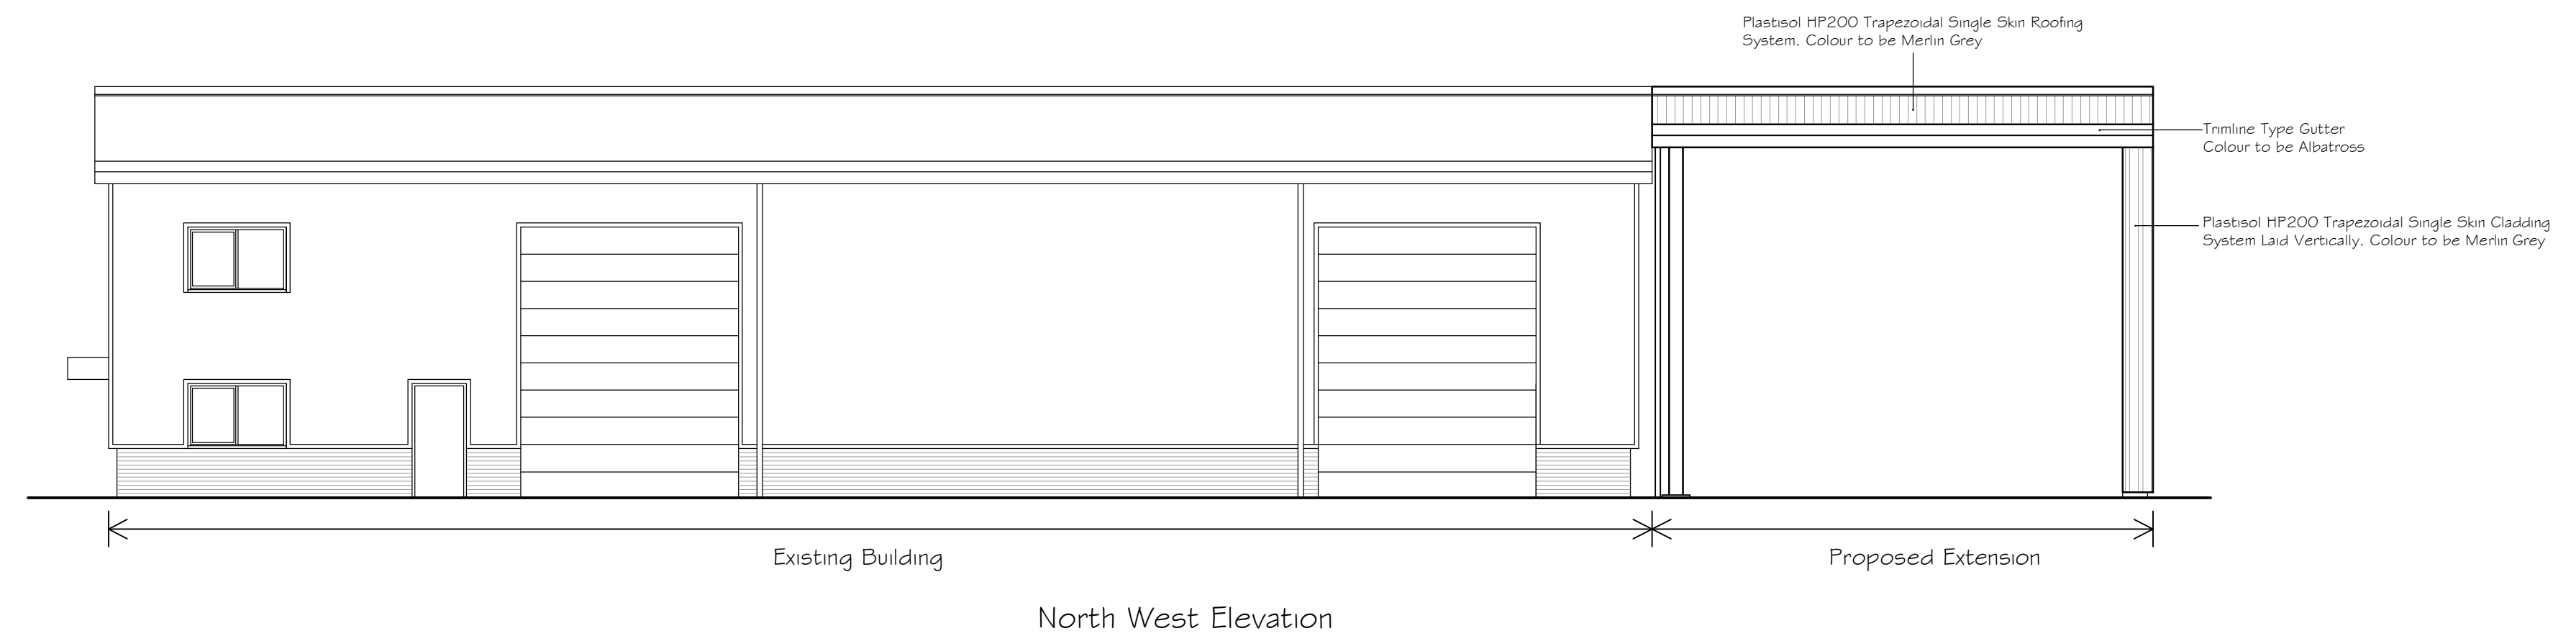 Plastisol HP200 Trapezoidal Single Skin Roofing
System. Colour to be Merlin Grey
Trimline Type Gutter
Colour to be Albatross
Plastisol HP200 Trapezoidal Single Skin Cladding
System Laid Vertically. Colour to be Merlin Grey
Existing Building
Proposed Extension
North West Elevation